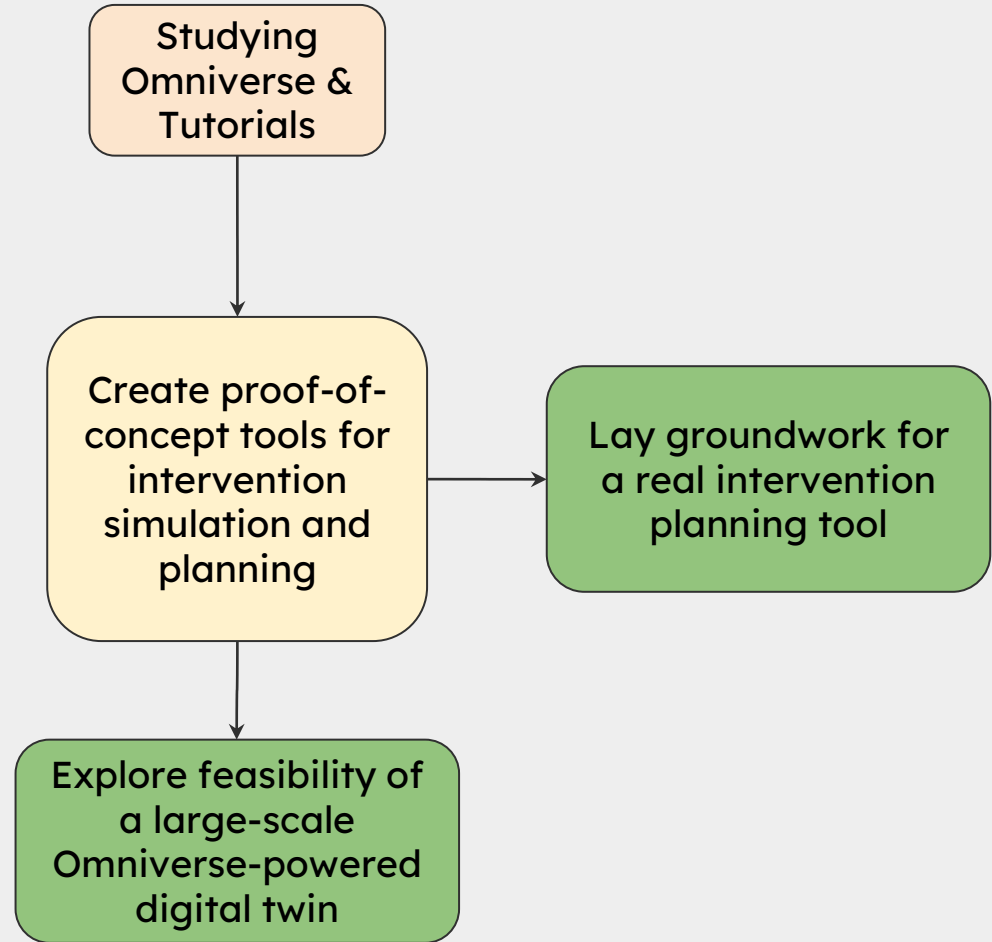 Studying
Omniverse &
Tutorials
Create proof-of-
concept tools for
intervention
simulation and
planning
Lay groundwork for
a real intervention
planning tool
Explore feasibility of
a large-scale
Omniverse-powered
digital twin